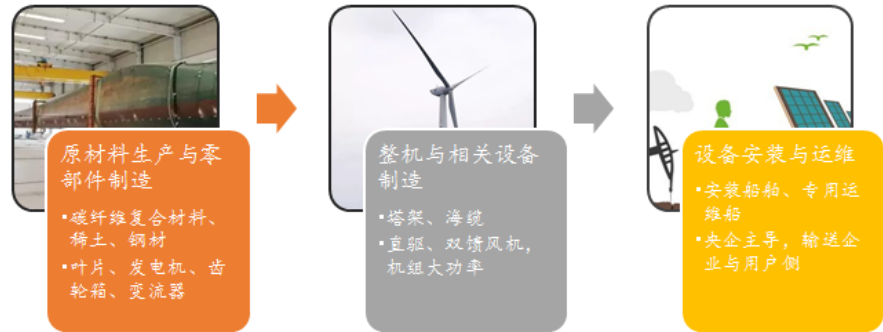 原材料生产与零
部件制造
▪碳纤维复合材料、
稀土、钢材
▪叶片、发电机、齿
轮箱、变流器
整机与相关设备
制造
▪塔架、海缆
▪直驱、双馈风机，
机组大功率
设备安装与运维
▪安装船舶、专用运
维船
▪央企主导，输送企
业与用户侧